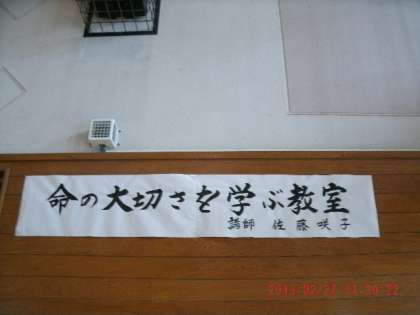 命の大切さを学ぶ教室
講師 佐藤咲子